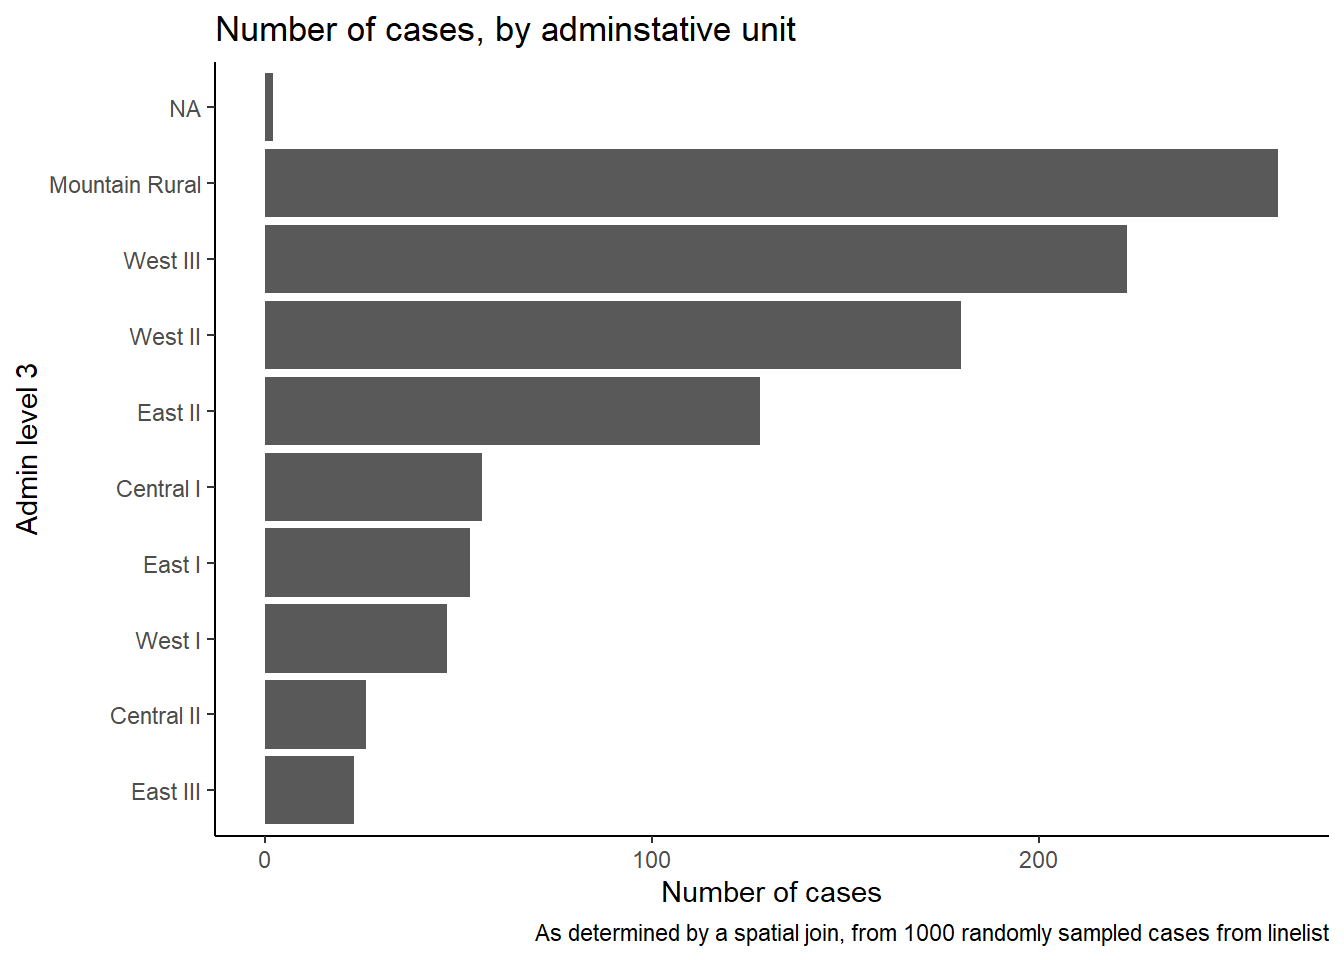 Number of cases, by adminstative unit
NA
Mountain Rural
West III
West II
East II
Central I
East I
West I
Central II
East III
Admin level 3
0 100 200
Number of cases
As determined by a spatial join, from 1000 randomly sampled cases from linelist